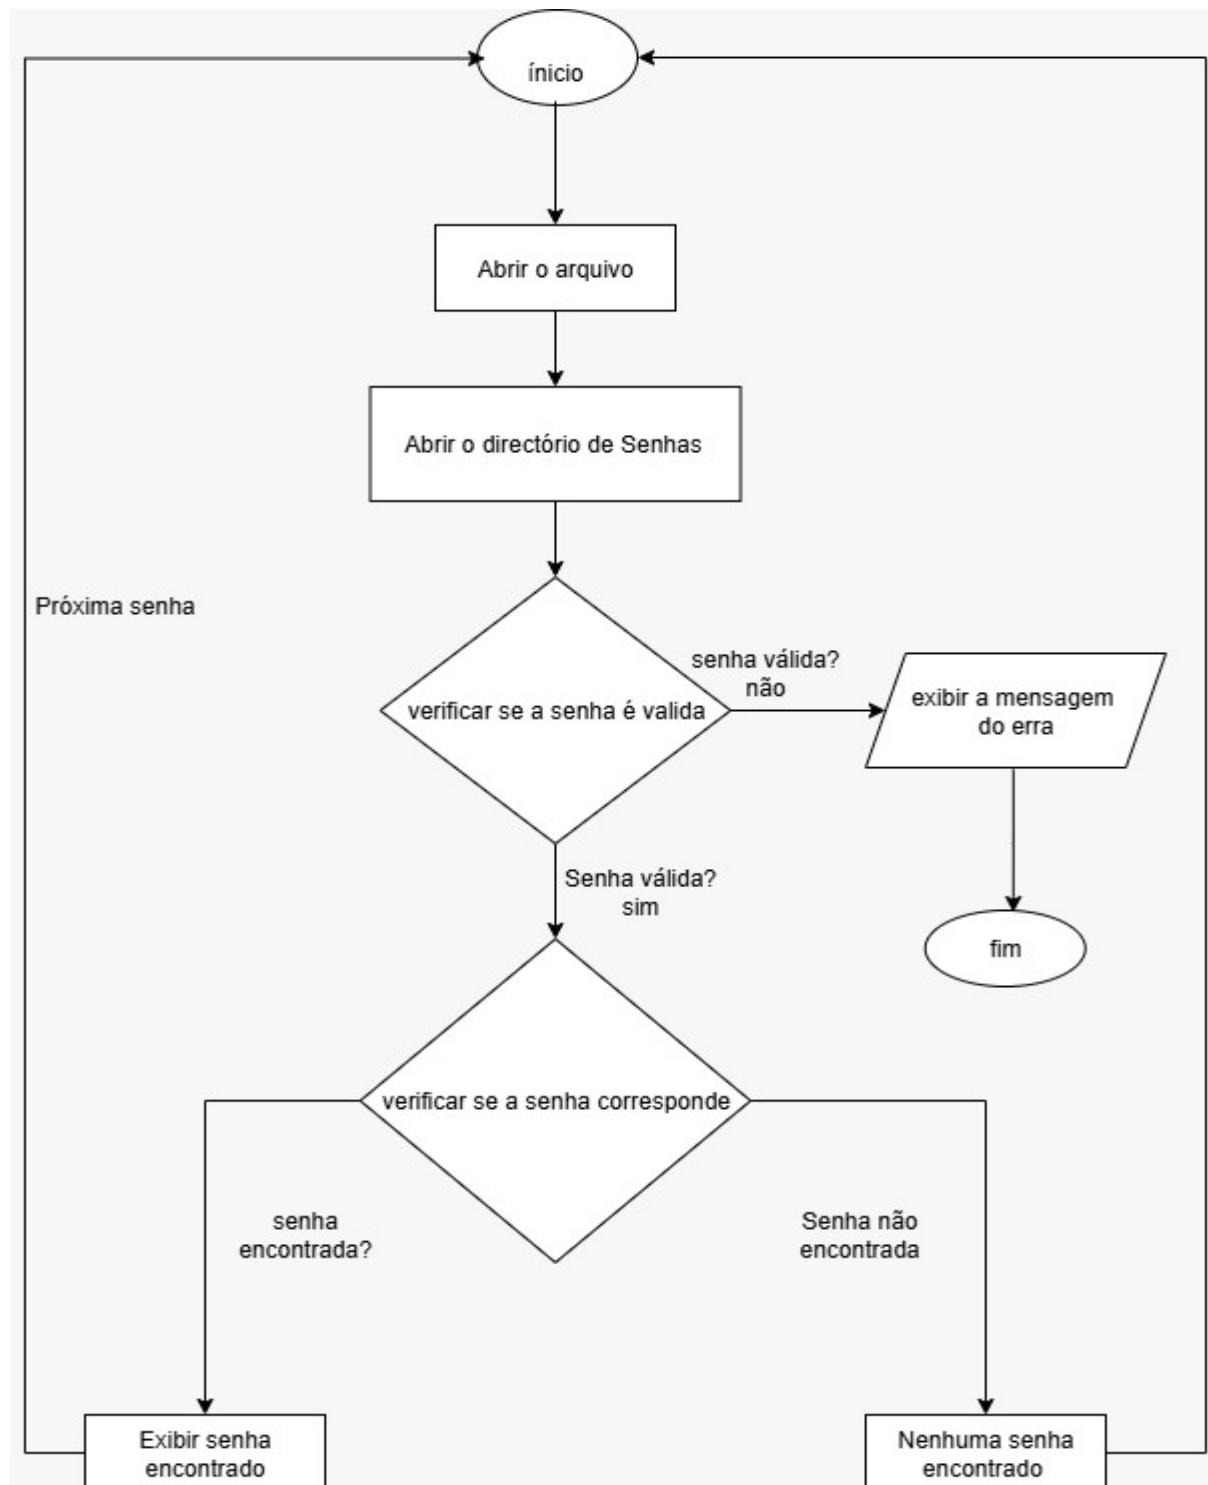 ínicio
Abrir o arquivo
Abrir o directório de Senhas
Próxima senha
senha válida?
não
verificar se a senha é valida
exibir a mensagem
do erra
Senha válida?
sim
fim
verificar se a senha corresponde
senha
encontrada?
Senha não
encontrada
Exibir senha
encontrado
Nenhuma senha
encontrado